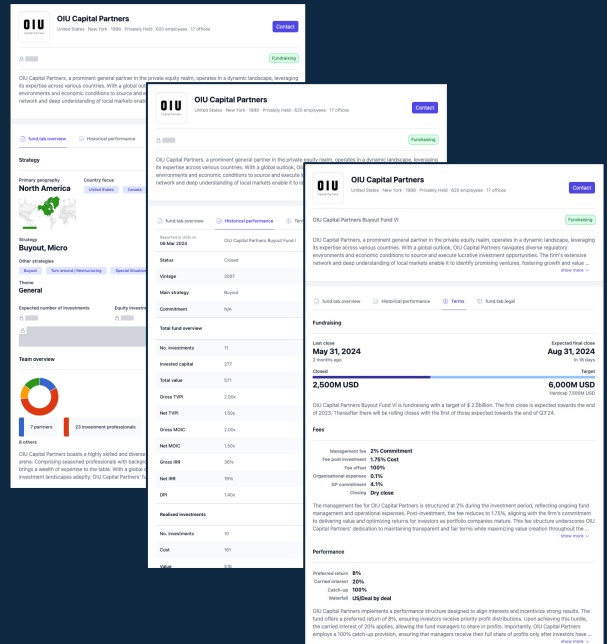 OIU
Capital Partners
OIU Capital Partners
United States · New York · 1998 · Privately Held · 620 employees · 17 offices
Contact
Fundraising
OIU Capital Partners, a prominent general partner in the private equity realm, operates in a dynamic landscape, leveraging
its expertise across various countries. With a global
environments and economic conditions to source and e
network and deep understanding of local markets enabl
fund.tab.overview
Historical performance
Strategy
Primary geography
Country focus
North America
United States
Canada
Strategy
Buyout, Micro
Other strategies
Buyout
Turn around / Restructuring
Special Situation
Theme
General
Expected number of investments
Equity investm
Team overview
7 partners
23 Investment professionals
8 others
OIU Capital Partners boasts a highly skilled and diverse
arena. Comprising seasoned professionals with backg
brings a wealth of expertise to the table. With a global
investment landscapes adeptly, OIU Capital Partners'
OIU
Capital Partners
OIU Capital Partners
United States · New York · 1998 · Privately Held · 620 employees · 17 offices
Contact
Fundraising
OIU Capital Partners, a prominent general partner in the private equity realm, operates in a dynamic landscape, leveraging
its expertise across various countries. With a global outlook,
environments and economic conditions to source and execute
network and deep understanding of local markets enable it to
fund.tab.overview
Historical performance
Reported in USD on
06 Mar 2024
OIU Capital Partners Buyout Fund I
Status
Closed
Vintage
2007
Main strategy
Buyout
Commitment
N/A
Total fund overview
No. investments
11
Invested capital
277
Total value
571
Gross TVPI
2.00x
Net TVPI
1.50x
Gross MOIC
2.00x
Net MOIC
1.50x
Gross IRR
36%
Net IRR
19%
DPI
1.40x
Realised investments
No. investments
10
Cost
181
Value
516
OIU
Capital Partners
OIU Capital Partners
United States · New York · 1998 · Privately Held · 620 employees · 17 offices
Contact
OIU Capital Partners Buyout Fund VI
Fundraising
OIU Capital Partners, a prominent general partner in the private equity realm, operates in a dynamic landscape, leveraging
its expertise across various countries. With a global outlook, OIU Capital Partners navigates diverse regulatory
environments and economic conditions to source and execute lucrative investment opportunities. The firm's extensive
network and deep understanding of local markets enable it to identify promising ventures, fostering growth and value ...
show more
fund.tab.overview
Historical performance
Terms
fund.tab.legal
Fundraising
Last close
Expected final close
May 31, 2024
Aug 31, 2024
2 months ago
in 16 days
Closed
Target
2,500M USD
6,000M USD
Hardcap 7,500M USD
OIU Capital Partners Buyout Fund VI is fundraising with a target of $ 2.5billion. The first close is expected towards the end
of 2023. Thereafter there will be rolling closes with the first of those expected towards the end of Q3'24.
Fees
Management fee 2% Commitment
Fee post investment 1.75% Cost
Fee offset 100%
Organisational expenses 0.1%
GP commitment 4.1%
Closing Dry close
The management fee for OIU Capital Partners is structured at 2% during the investment period, reflecting ongoing fund
management and operational expenses. Post-investment, the fee reduces to 1.75%, aligning with the firm's commitment
to delivering value and optimizing returns for investors as portfolio companies mature. This fee structure underscores OIU
Capital Partners' dedication to maintaining transparent and fair terms while maximizing value creation throughout the ...
show more
Performance
Preferred return 8%
Carried interest 20%
Catch-up 100%
Waterfall US/Deal by deal
OIU Capital Partners implements a performance structure designed to align interests and incentivize strong results. The
fund offers a preferred return of 8%, ensuring investors receive priority profit distribution. Upon achieving this hurdle,
the carried interest of 20% applies, allowing the fund managers to share in profits. Importantly, OIU Capital Partners
employs a 100% catch-up provision, ensuring that managers receive their full share of profits only after investors have ...
show more